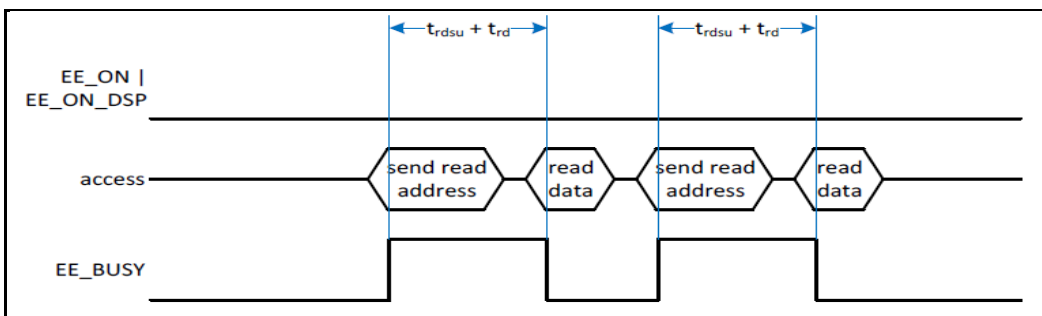 t_rdsu + t_rd t_rdsu + t_rd
EE_ON |
EE_ON_DSP
access
send read address
read data
send read address
read data
EE_BUSY